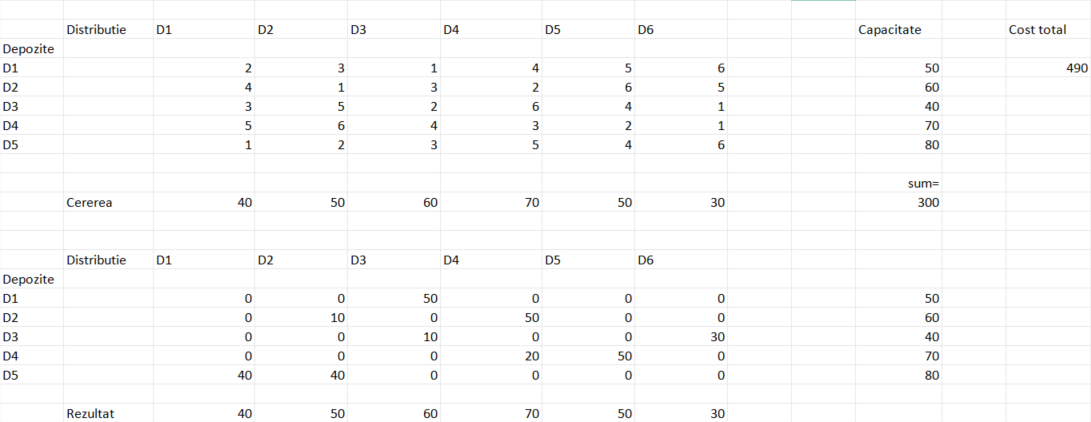 Distributie D1 D2 D3 D4 D5 D6 Capacitate Cost total
Depozite
D1 2 3 1 4 5 6 50 490
D2 4 1 3 2 6 5 60
D3 3 5 2 6 4 1 40
D4 5 6 4 3 2 1 70
D5 1 2 3 5 4 6 80
sum=
Cererea 40 50 60 70 50 30 300
Distributie D1 D2 D3 D4 D5 D6
Depozite
D1 0 0 50 0 0 0 50
D2 0 10 0 50 0 0 60
D3 0 0 10 0 0 30 40
D4 0 0 0 20 50 0 70
D5 40 40 0 0 0 0 80
Rezultat 40 50 60 70 50 30